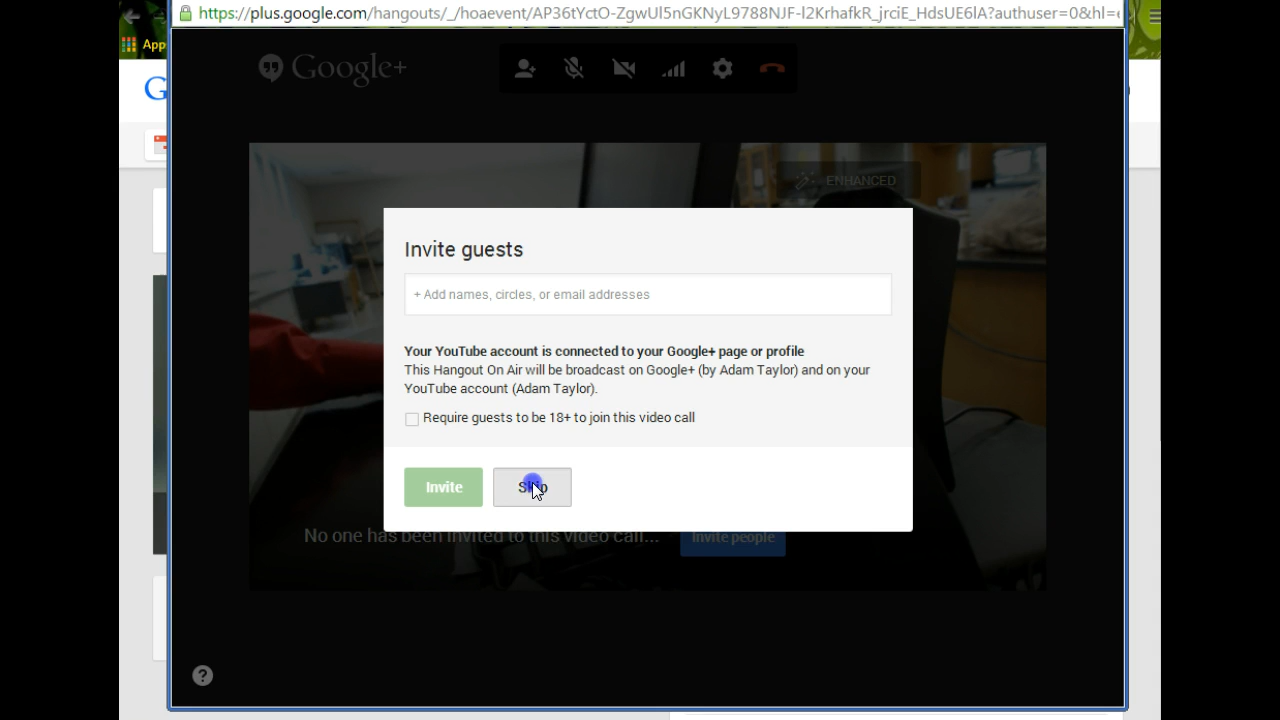 https://plus.google.com/hangouts/_/hoaevent/AP36tYctO-ZgwUl5nGKNyL9788NJF-l2KrhafkR_jrciE_HdsUE6lA?authuser=0&hl=
App
Google+
ENHANCED
Invite guests
+ Add names, circles, or email addresses
Your YouTube account is connected to your Google+ page or profile
This Hangout On Air will be broadcast on Google+ (by Adam Taylor) and on your
YouTube account (Adam Taylor).
Require guests to be 18+ to join this video call
Invite Skip
No one has been invited to this video call... Invite people